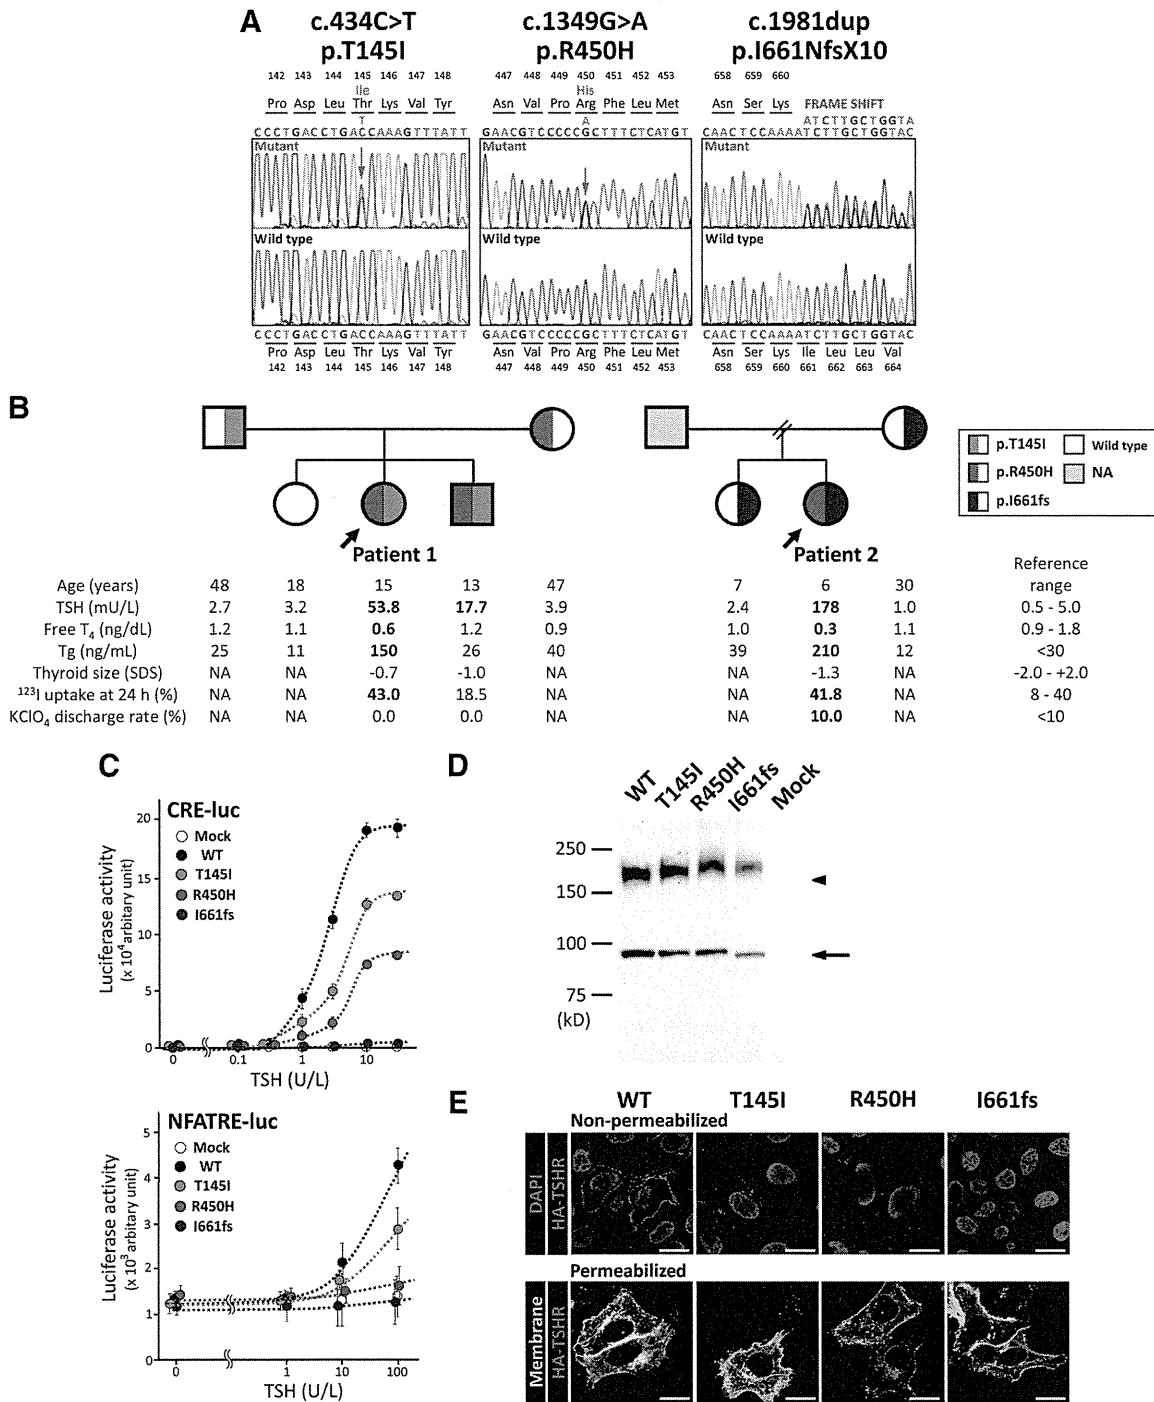 A
c.434C>T
p.T145I
c.1349G>A
p.R450H
c.1981dup
p.I661NfsX10
142 143 144 145 146 147 148
Ile
Pro Asp Leu Thr Lys Val Tyr
T
CCCTGACCTGACCAAAGTTTATT
Mutant
Wild type
CCCTGACCTGACCAAAGTTTATT
Pro Asp Leu Thr Lys Val Tyr
142 143 144 145 146 147 148
447 448 449 450 451 452 453
His
Asn Val Pro Arg Phe Leu Met
A
GAACGTCCCCCGCTTTCTCATGT
Mutant
Wild type
GAACGTCCCCCGCTTTCTCATGT
Asn Val Pro Arg Phe Leu Met
447 448 449 450 451 452 453
658 659 660
Asn Ser Lys FRAME SHIFT
ATCTTGCTGGTA
CAACTCCAAAATCTTGCTGGTAC
Mutant
Wild type
CAACTCCAAAATCTTGCTGGTAC
Asn Ser Lys Ile Leu Leu Val
658 659 660 661 662 663 664
B
p.T145I Wild type
p.R450H NA
p.I661fs
Patient 1 Patient 2
Reference range
Age (years) 48 18 15 13 47 7 6 30
TSH (mU/L) 2.7 3.2 53.8 17.7 3.9 2.4 178 1.0 0.5 - 5.0
Free T4 (ng/dL) 1.2 1.1 0.6 1.2 0.9 1.0 0.3 1.1 0.9 - 1.8
Tg (ng/mL) 25 11 150 26 40 39 210 12 <30
Thyroid size (SDS) NA NA -0.7 -1.0 NA NA -1.3 NA -2.0 - +2.0
123I uptake at 24 h (%) NA NA 43.0 18.5 NA NA 41.8 NA 8 - 40
KClO4 discharge rate (%) NA NA 0.0 0.0 NA NA 10.0 NA <10
C
CRE-luc
Mock
WT
T145I
R450H
I661fs
Luciferase activity
(x 10⁴ arbitary unit)
20
15
10
5
0
0 0.1 1 10
TSH (U/L)
NFATRE-luc
Mock
WT
T145I
R450H
I661fs
Luciferase activity
(x 10³ arbitary unit)
5
4
3
2
1
0
0 1 10 100
TSH (U/L)
D
WT T145I R450H I661fs Mock
250
150
100
75
(kD)
E
WT T145I R450H I661fs
Non-permeabilized
DAPI
HA-TSHR
Permeabilized
Membrane
HA-TSHR